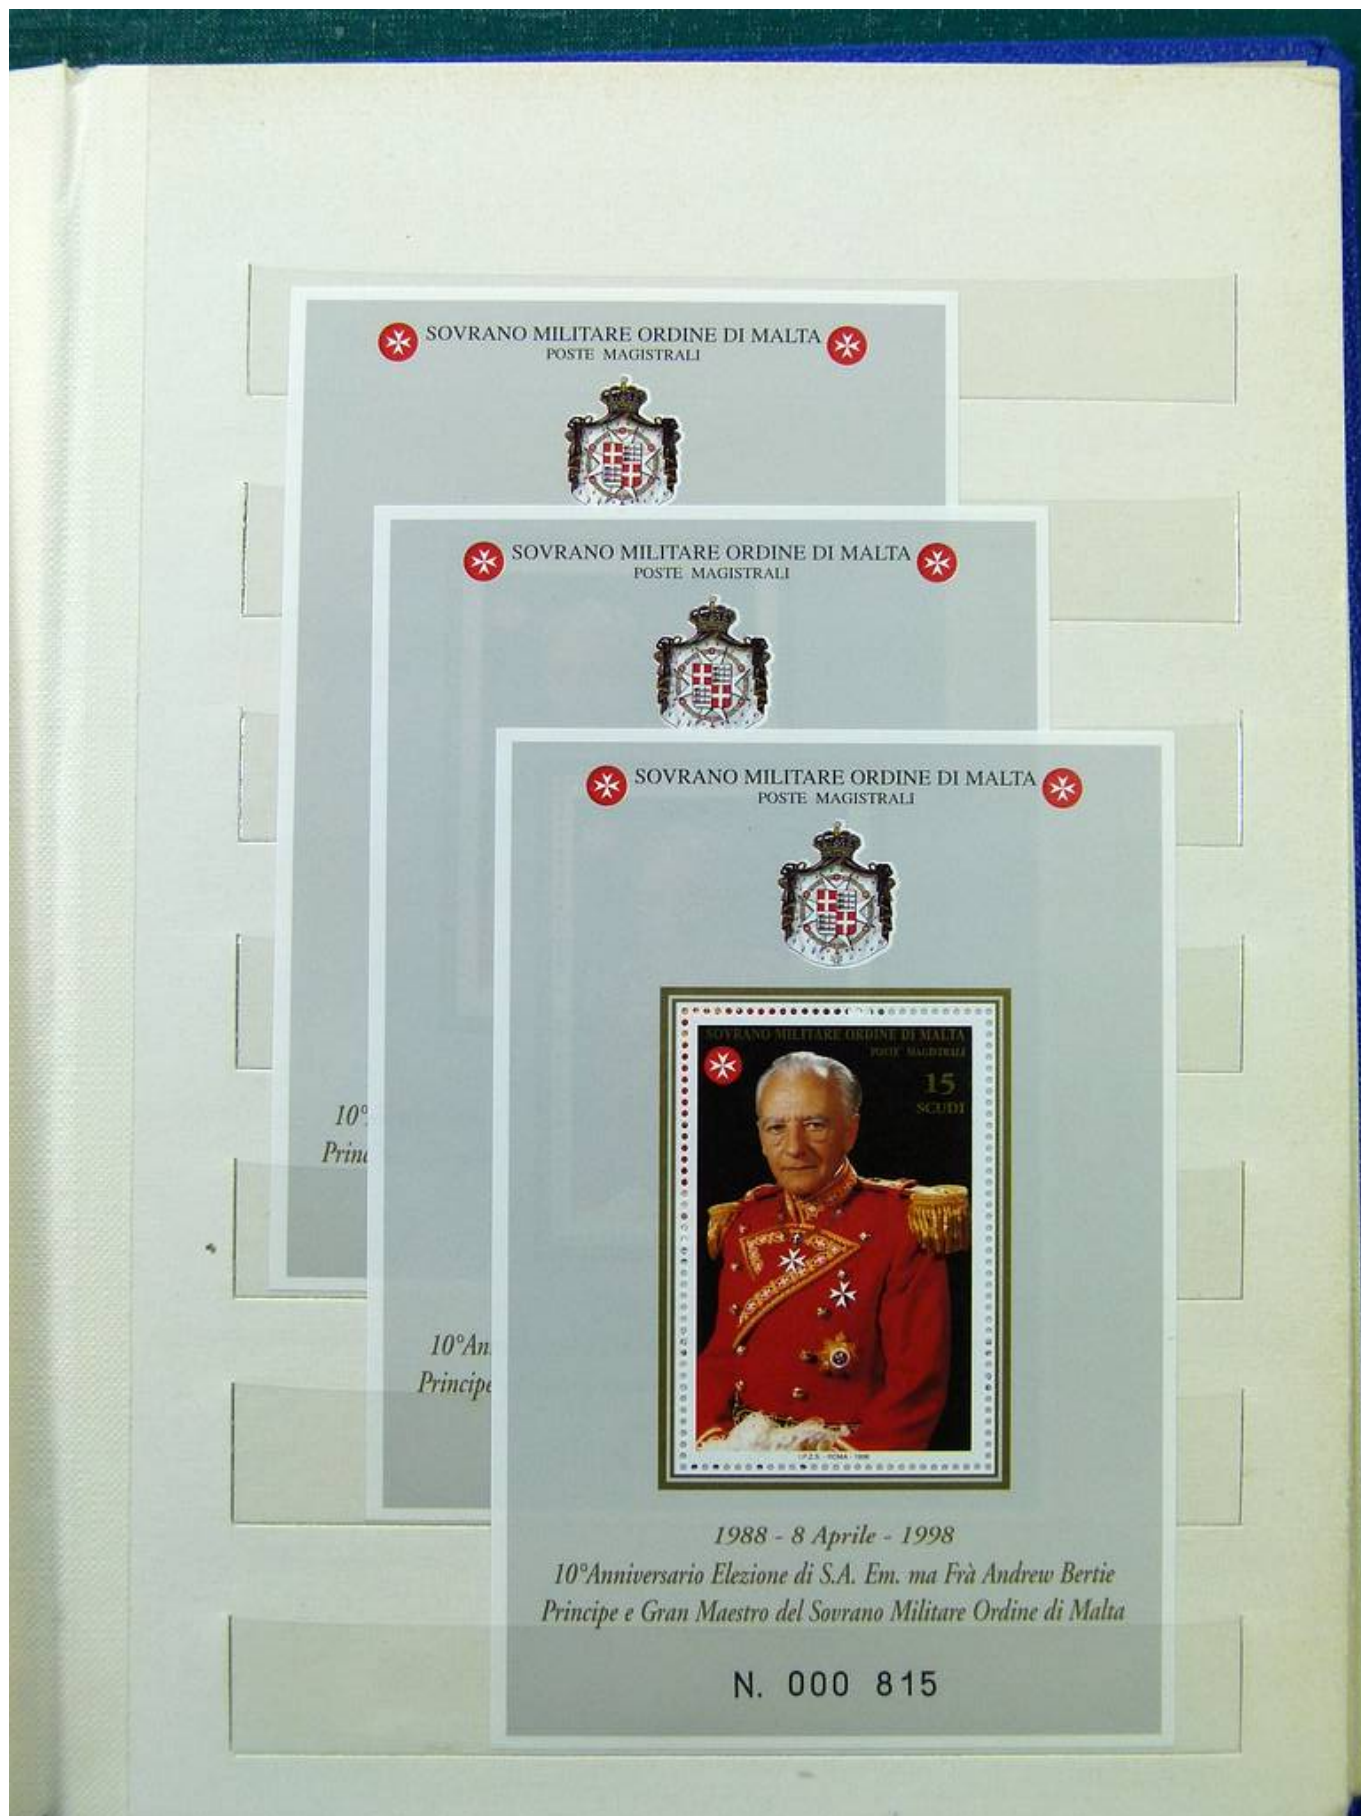 SOVRANO MILITARE ORDINE DI MALTA
POSTE MAGISTRALI
SOVRANO MILITARE ORDINE DI MALTA
POSTE MAGISTRALI
SOVRANO MILITARE ORDINE DI MALTA
POSTE MAGISTRALI
SOVRANO MILITARE ORDINE DI MALTA
POSTE MAGISTRALI
15
SCUDI
10°
Princ
10°An
Principe
I.P.Z.S. - ROMA - 1998
1988 - 8 Aprile - 1998
10°Anniversario Elezione di S.A. Em. ma Frà Andrew Bertie
Principe e Gran Maestro del Sovrano Militare Ordine di Malta
N. 000 815